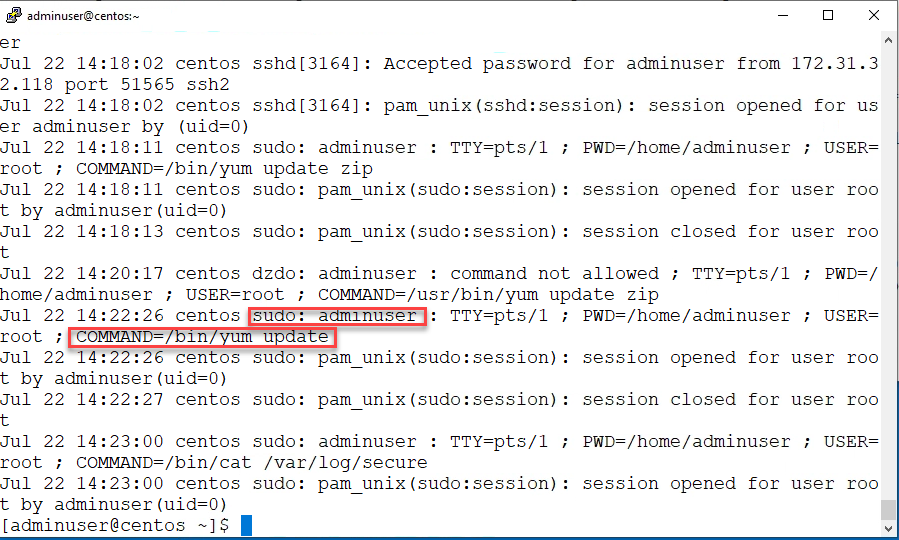 adminuser@centos:~
er
Jul 22 14:18:02 centos sshd[3164]: Accepted password for adminuser from 172.31.3
2.118 port 51565 ssh2
Jul 22 14:18:02 centos sshd[3164]: pam_unix(sshd:session): session opened for us
er adminuser by (uid=0)
Jul 22 14:18:11 centos sudo: adminuser : TTY=pts/1 ; PWD=/home/adminuser ; USER=
root ; COMMAND=/bin/yum update zip
Jul 22 14:18:11 centos sudo: pam_unix(sudo:session): session opened for user roo
t by adminuser(uid=0)
Jul 22 14:18:13 centos sudo: pam_unix(sudo:session): session closed for user roo
t
Jul 22 14:20:17 centos dzdo: adminuser : command not allowed ; TTY=pts/1 ; PWD=/
home/adminuser ; USER=root ; COMMAND=/usr/bin/yum update zip
Jul 22 14:22:26 centos sudo: adminuser : TTY=pts/1 ; PWD=/home/adminuser ; USER=
root ; COMMAND=/bin/yum update
Jul 22 14:22:26 centos sudo: pam_unix(sudo:session): session opened for user roo
t by adminuser(uid=0)
Jul 22 14:22:27 centos sudo: pam_unix(sudo:session): session closed for user roo
t
Jul 22 14:23:00 centos sudo: adminuser : TTY=pts/1 ; PWD=/home/adminuser ; USER=
root ; COMMAND=/bin/cat /var/log/secure
Jul 22 14:23:00 centos sudo: pam_unix(sudo:session): session opened for user roo
t by adminuser(uid=0)
[adminuser@centos ~]$